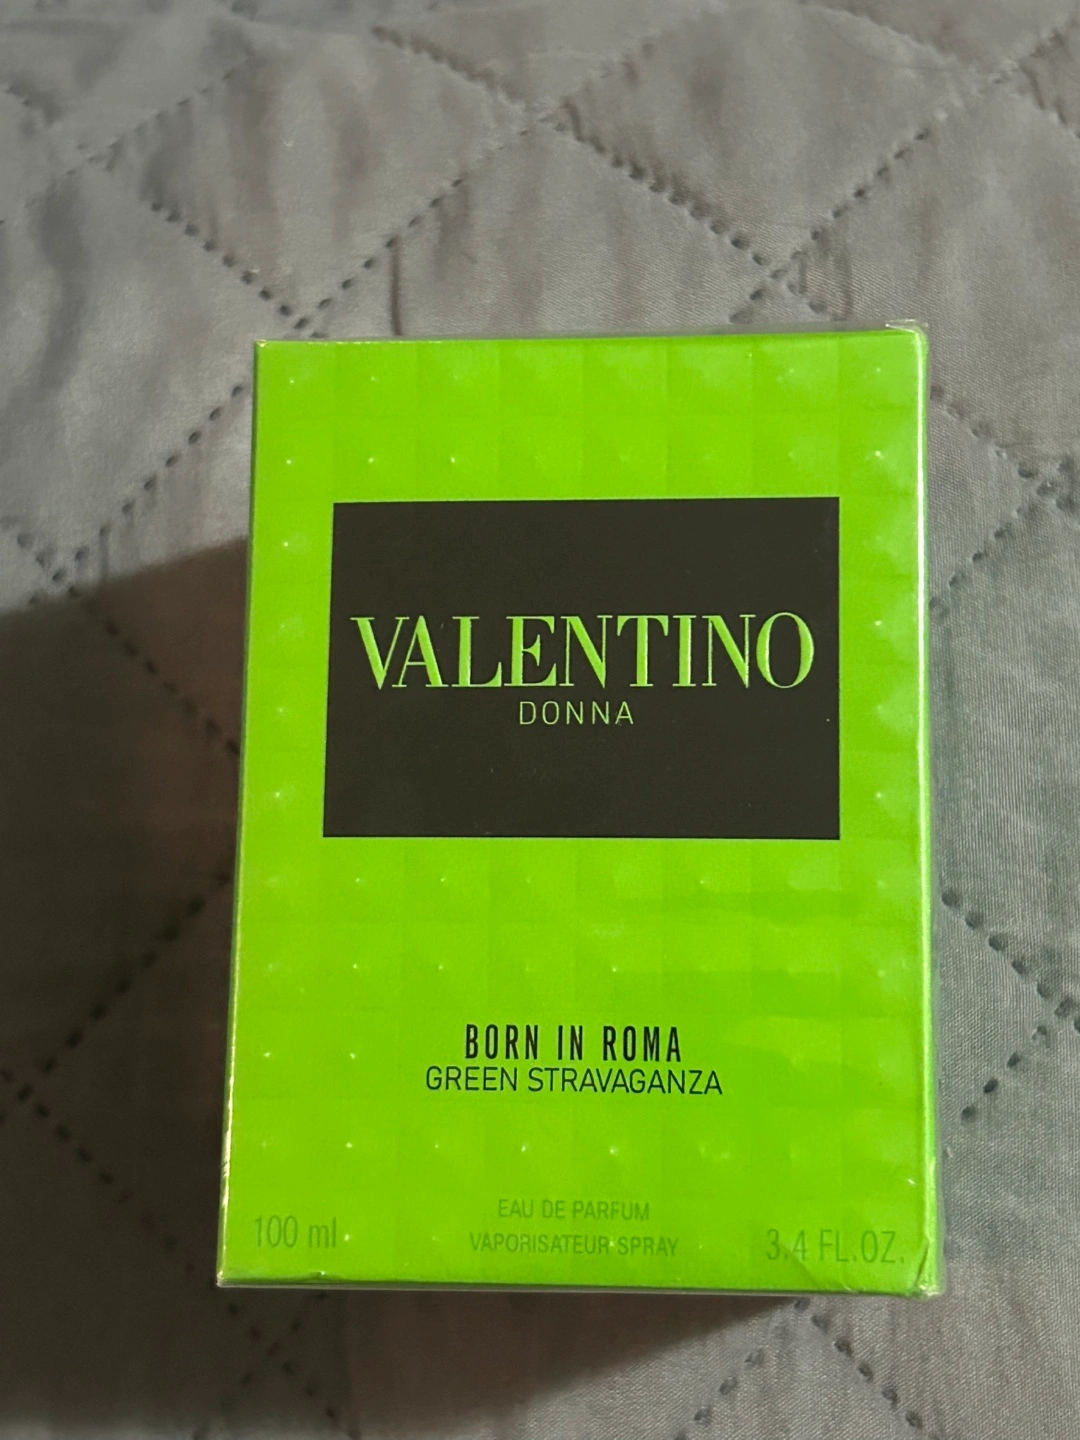 VALENTINO
DONNA
BORN IN ROMA
GREEN STRAVAGANZA
EAU DE PARFUM
100 ml VAPORISATEUR SPRAY 3.4 FL.OZ.